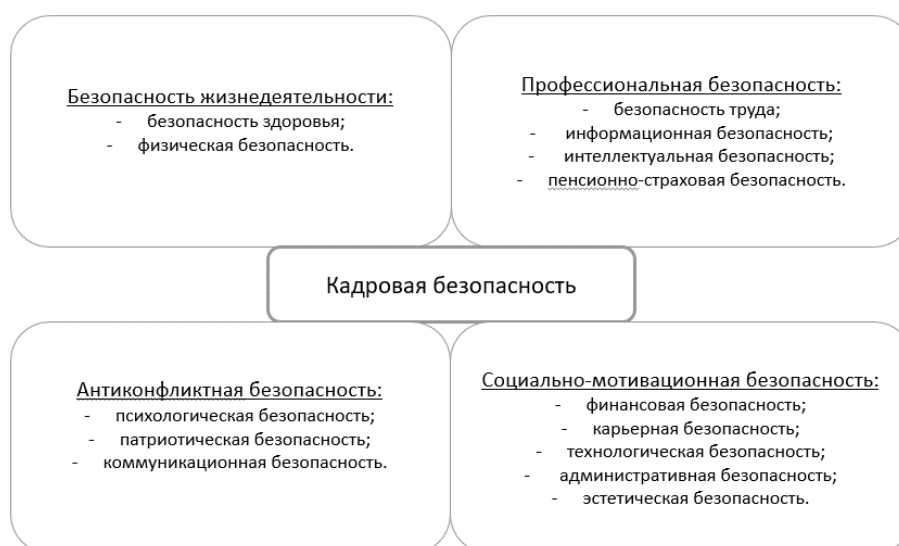 Безопасность жизнедеятельности:
- безопасность здоровья;
- физическая безопасность.
Профессиональная безопасность:
- безопасность труда;
- информационная безопасность;
- интеллектуальная безопасность;
- пенсионно-страховая безопасность.
Кадровая безопасность
Антиконфликтная безопасность:
- психологическая безопасность;
- патриотическая безопасность;
- коммуникационная безопасность.
Социально-мотивационная безопасность:
- финансовая безопасность;
- карьерная безопасность;
- технологическая безопасность;
- административная безопасность;
- эстетическая безопасность.